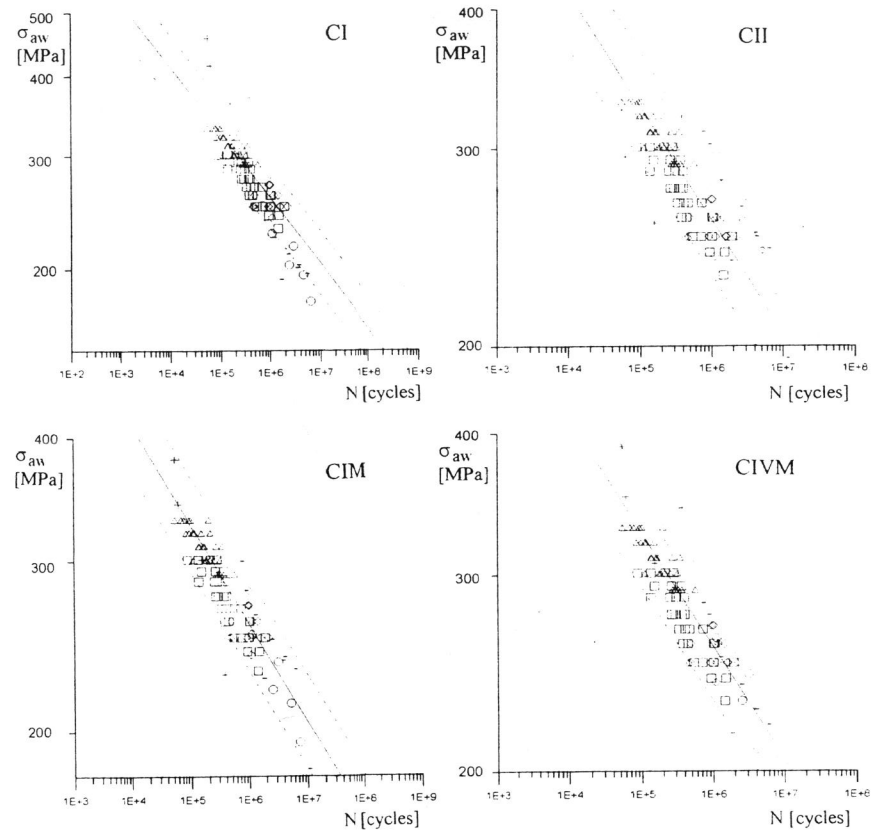 500
σaw
[MPa]
CI
400
300
200
1E+2 1E+3 1E+4 1E+5 1E+6 1E+7 1E+8 1E+9
N [cycles]
400
σaw
[MPa]
CII
300
200
1E+3 1E+4 1E+5 1E+6 1E+7 1E+8
N [cycles]
400
σaw
[MPa]
CIM
300
200
1E+3 1E+4 1E+5 1E+6 1E+7 1E+8 1E+9
N [cycles]
400
σaw
[MPa]
CIVM
300
200
1E+3 1E+4 1E+5 1E+6 1E+7 1E+8
N [cycles]